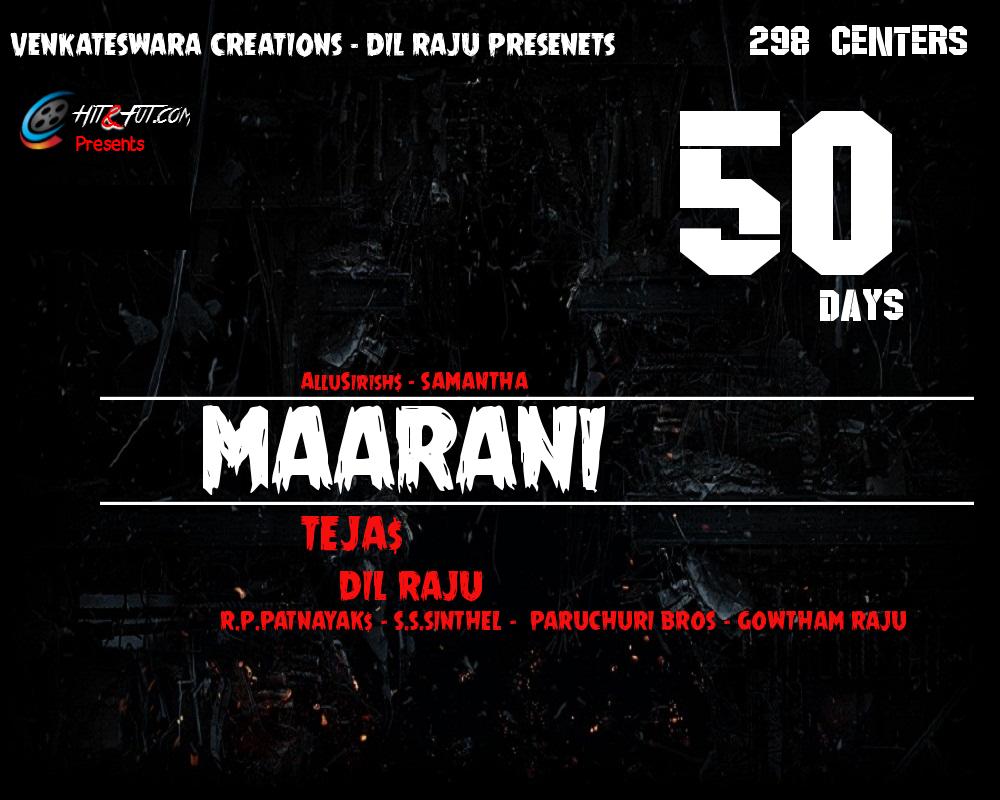 VENKATESWARA CREATIONS - DIL RAJU PRESENETS
298 CENTERS
HIT&FUT.COM
Presents
50
DAYS
ALLUSIRISH$ - SAMANTHA
MAARANI
TEJA$
DIL RAJU
R.P.PATNAYAK$ - S.S.SINTHEL - PARUCHURI BROS - GOWTHAM RAJU